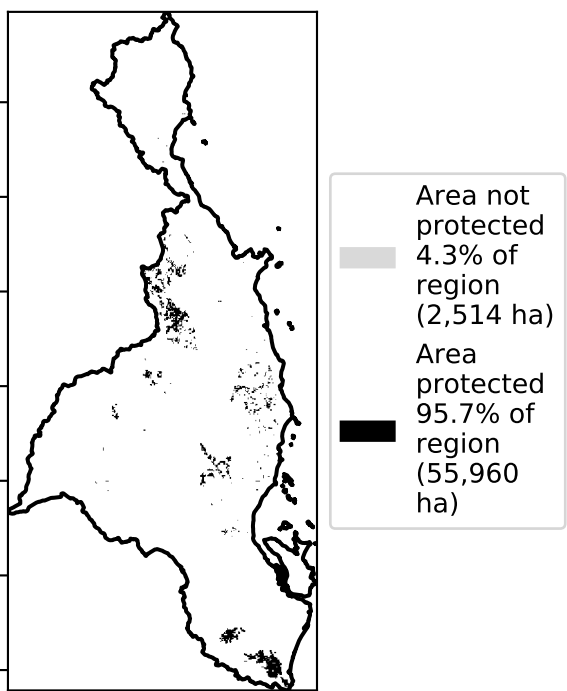 Area not
protected
4.3% of
region
(2,514 ha)
Area
protected
95.7% of
region
(55,960
ha)